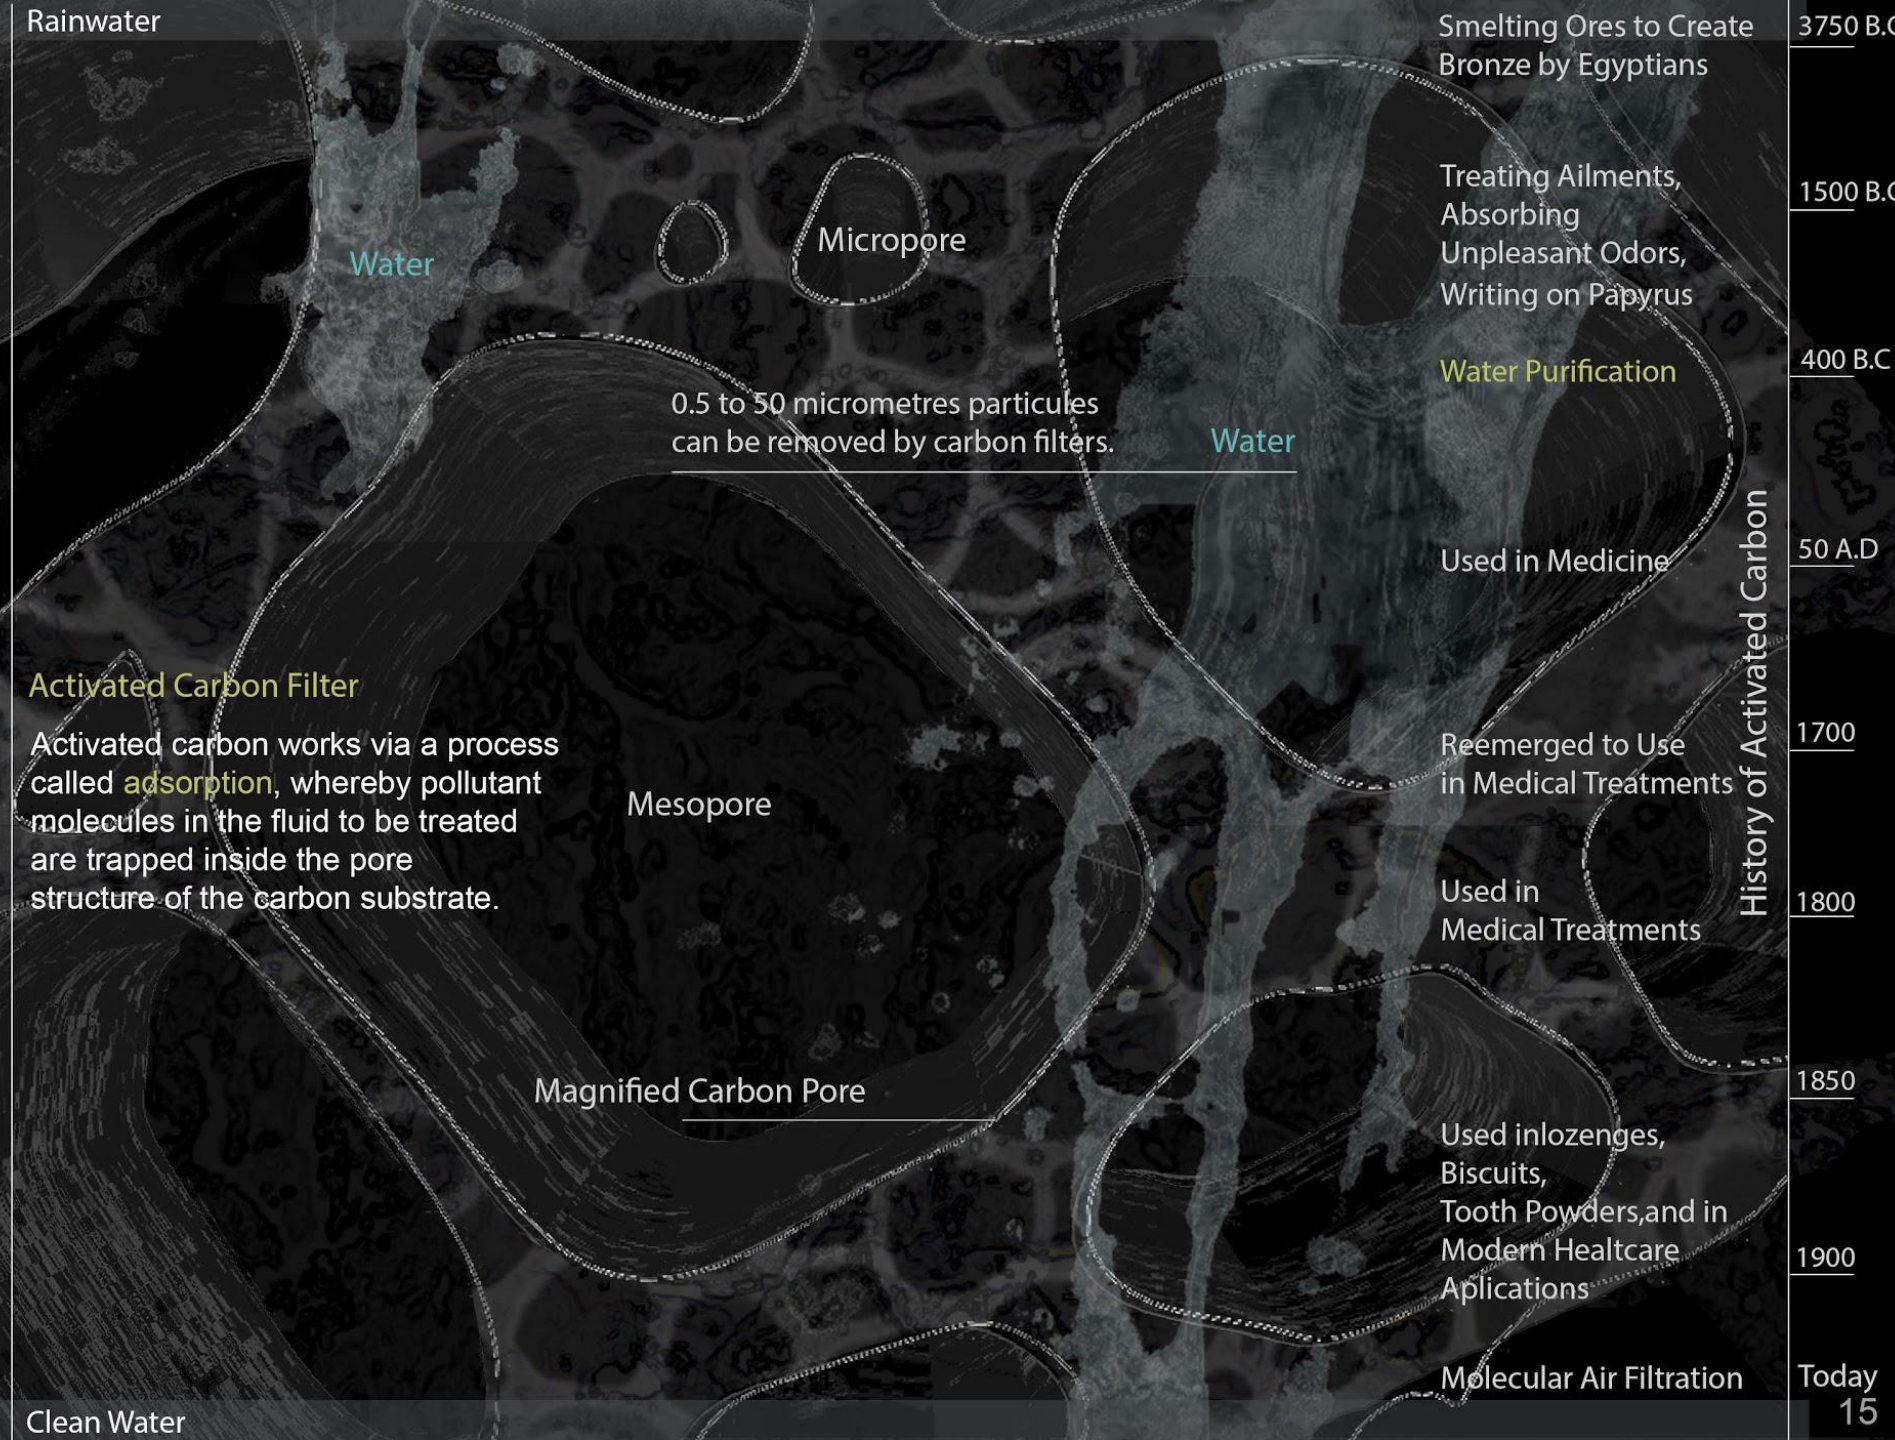 Rainwater
Water
Micropore
0.5 to 50 micrometres particules
can be removed by carbon filters.
Water
Activated Carbon Filter
Activated carbon works via a process
called adsorption, whereby pollutant
molecules in the fluid to be treated
are trapped inside the pore
structure of the carbon substrate.
Mesopore
Magnified Carbon Pore
Clean Water
Smelting Ores to Create
Bronze by Egyptians
3750 B.C
Treating Ailments,
Absorbing
Unpleasant Odors,
Writing on Papyrus
1500 B.C
Water Purification
400 B.C
Used in Medicine
50 A.D
History of Activated Carbon
Reemerged to Use
in Medical Treatments
1700
Used in
Medical Treatments
1800
1850
Used inlozenges,
Biscuits,
Tooth Powders,and in
Modern Healtcare
Aplications
1900
Molecular Air Filtration
Today
15